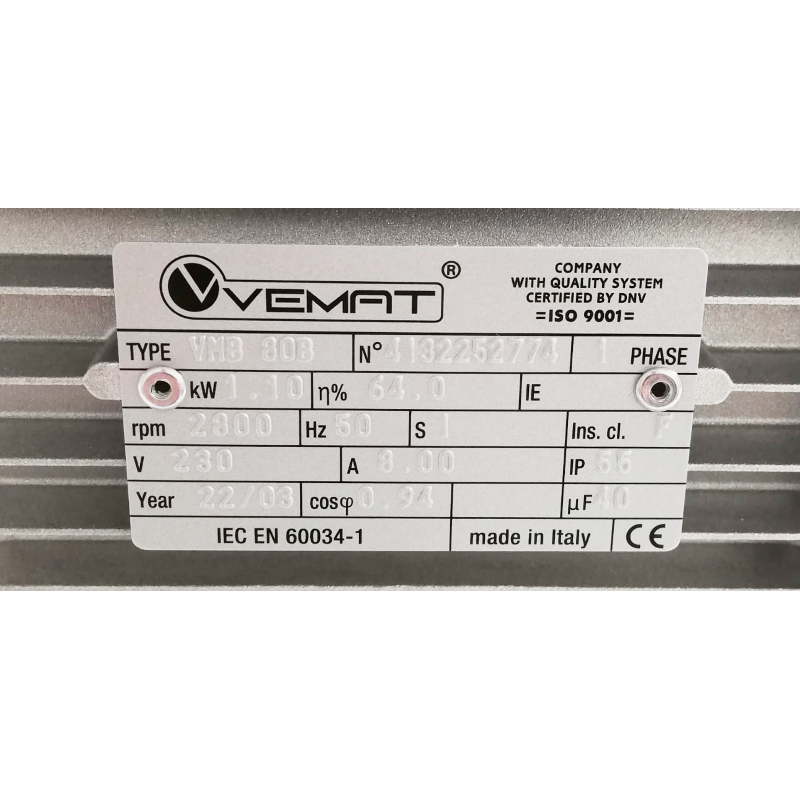 VEMAT®
COMPANY
WITH QUALITY SYSTEM
CERTIFIED BY DNV
=ISO 9001=
TYPE VMB 80B N° 4132252774 1 PHASE
kW 1.10 η% 64.0 IE
rpm 2800 Hz 50 S 1 Ins. cl. F
V 230 A 8.00 IP 55
Year 22/03 cosφ 0.94 µF 40
IEC EN 60034-1 made in Italy CE